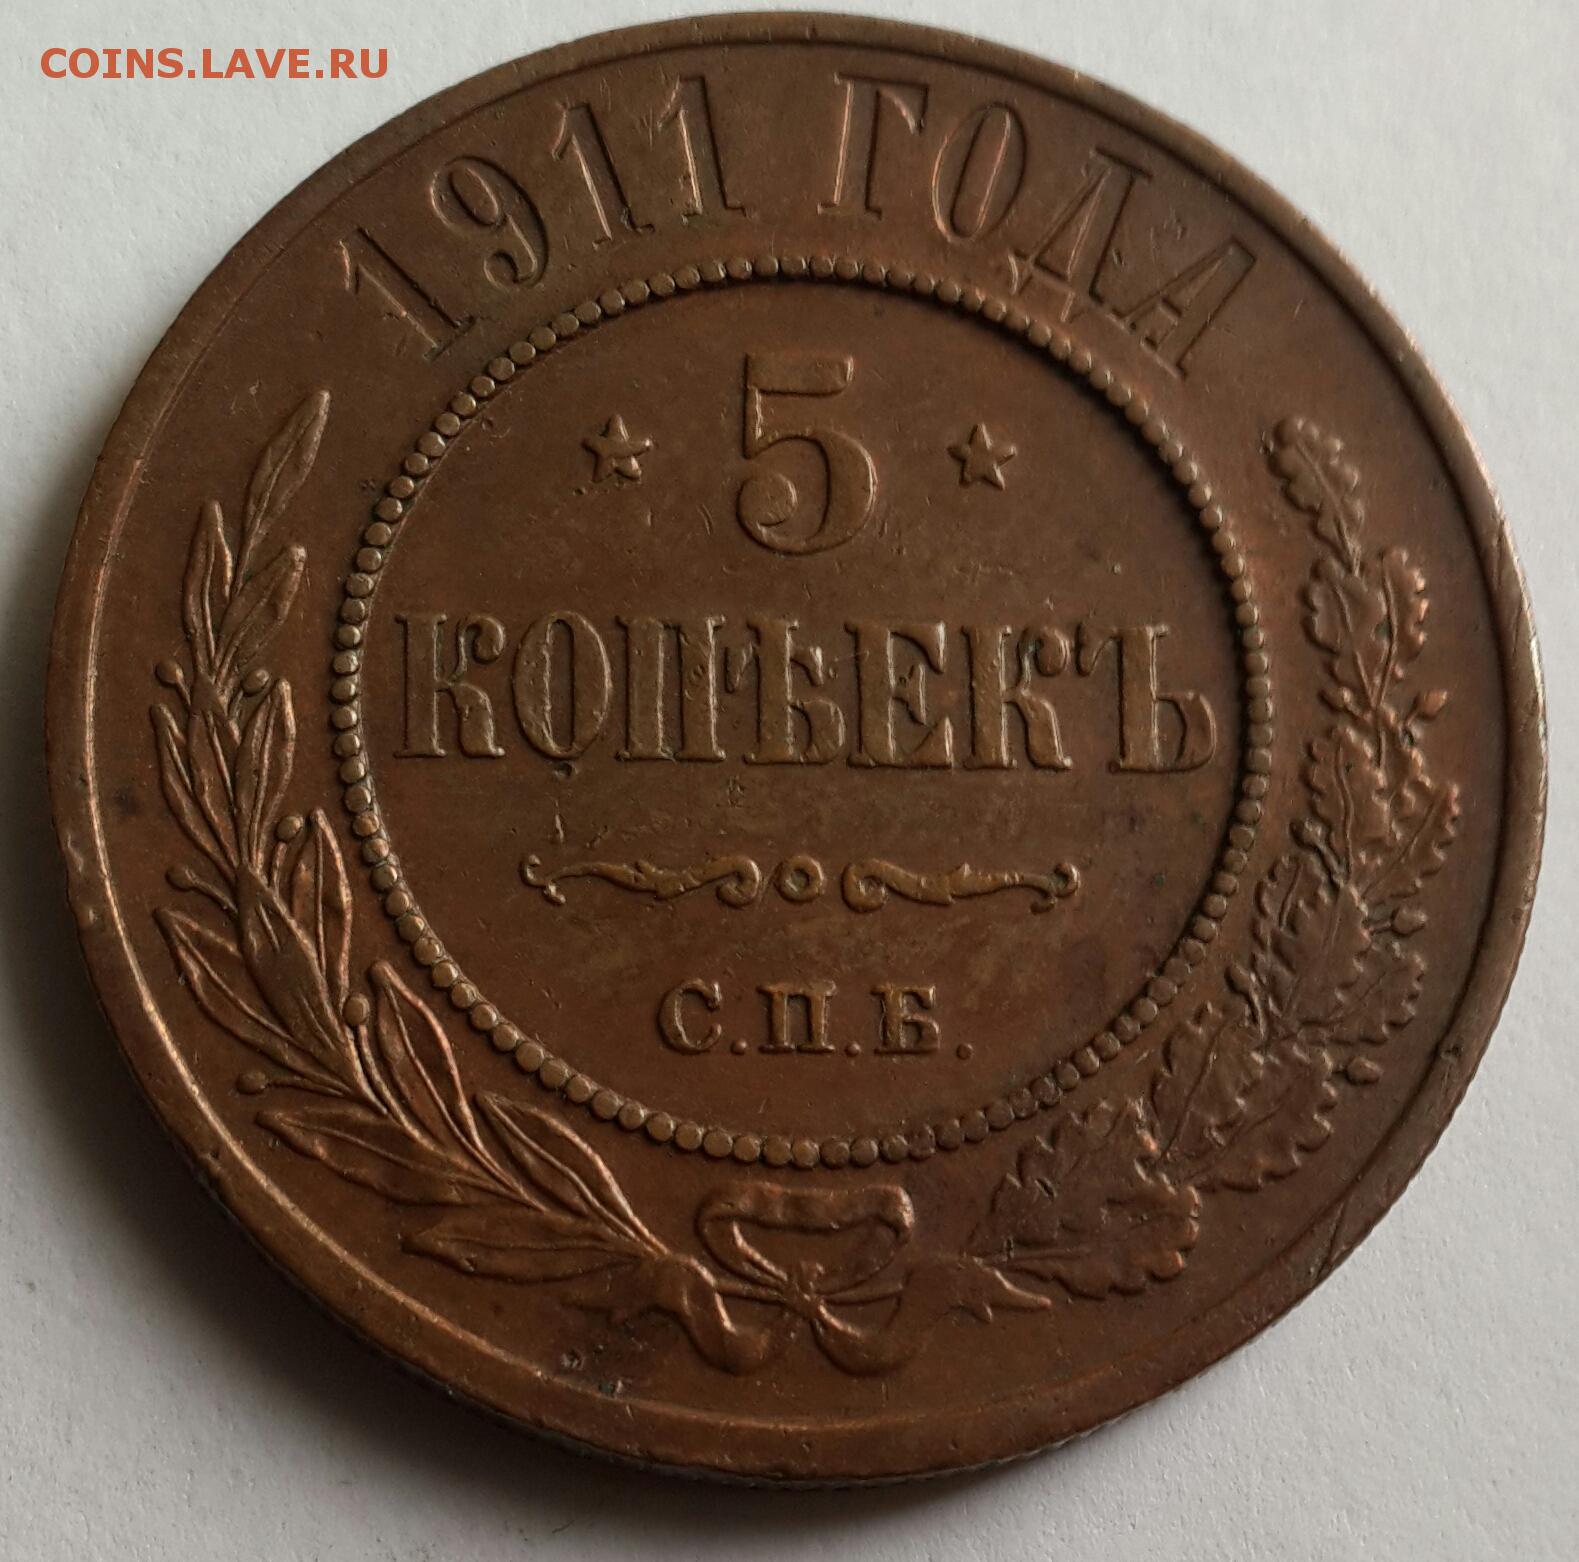 COINS.LAVE.RU
1911 ГОДА
5
КОПѢЕКЪ
С.П.Б.